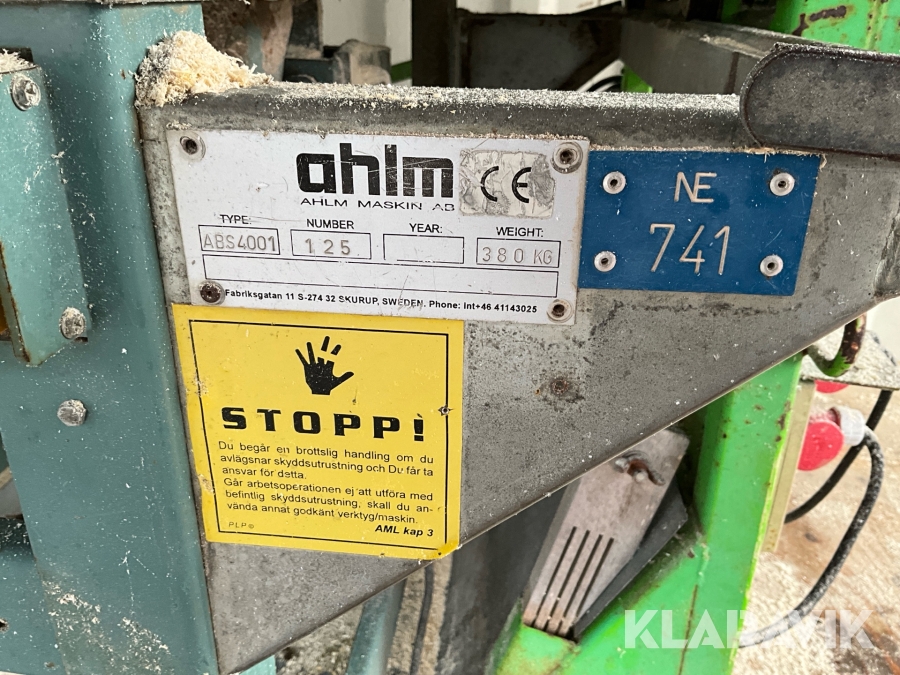 ahlm
AHLM MASKIN AB
CE
TYPE: NUMBER YEAR: WEIGHT:
ABS4001 125 380 KG
Fabriksgatan 11 S-274 32 SKURUP, SWEDEN. Phone: Int+46 41143025
NE
741
STOPP!
Du begår en brottslig handling om du
avlägsnar skyddsutrustning och Du får ta
ansvar för detta.
Går arbetsoperationen ej att utföra med
befintlig skyddsutrustning, skall du an-
vända annat godkänt verktyg/maskin.
PLP©
AML kap 3
KLARAVIK